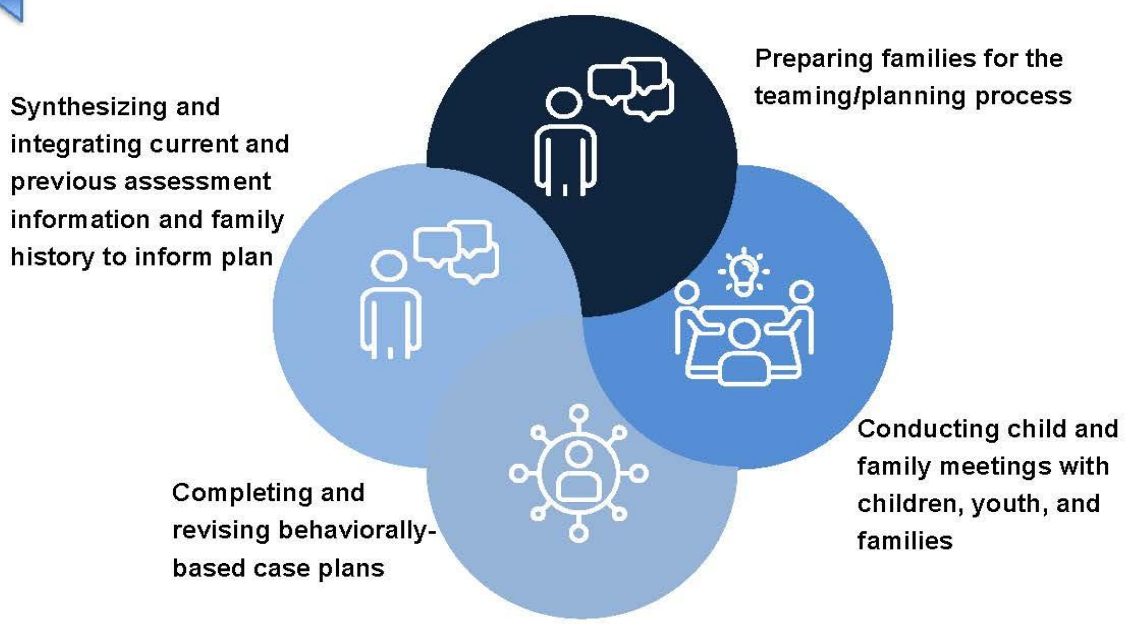 Preparing families for the
teaming/planning process
Synthesizing and
integrating current and
previous assessment
information and family
history to inform plan
Conducting child and
family meetings with
children, youth, and
families
Completing and
revising behaviorally-
based case plans